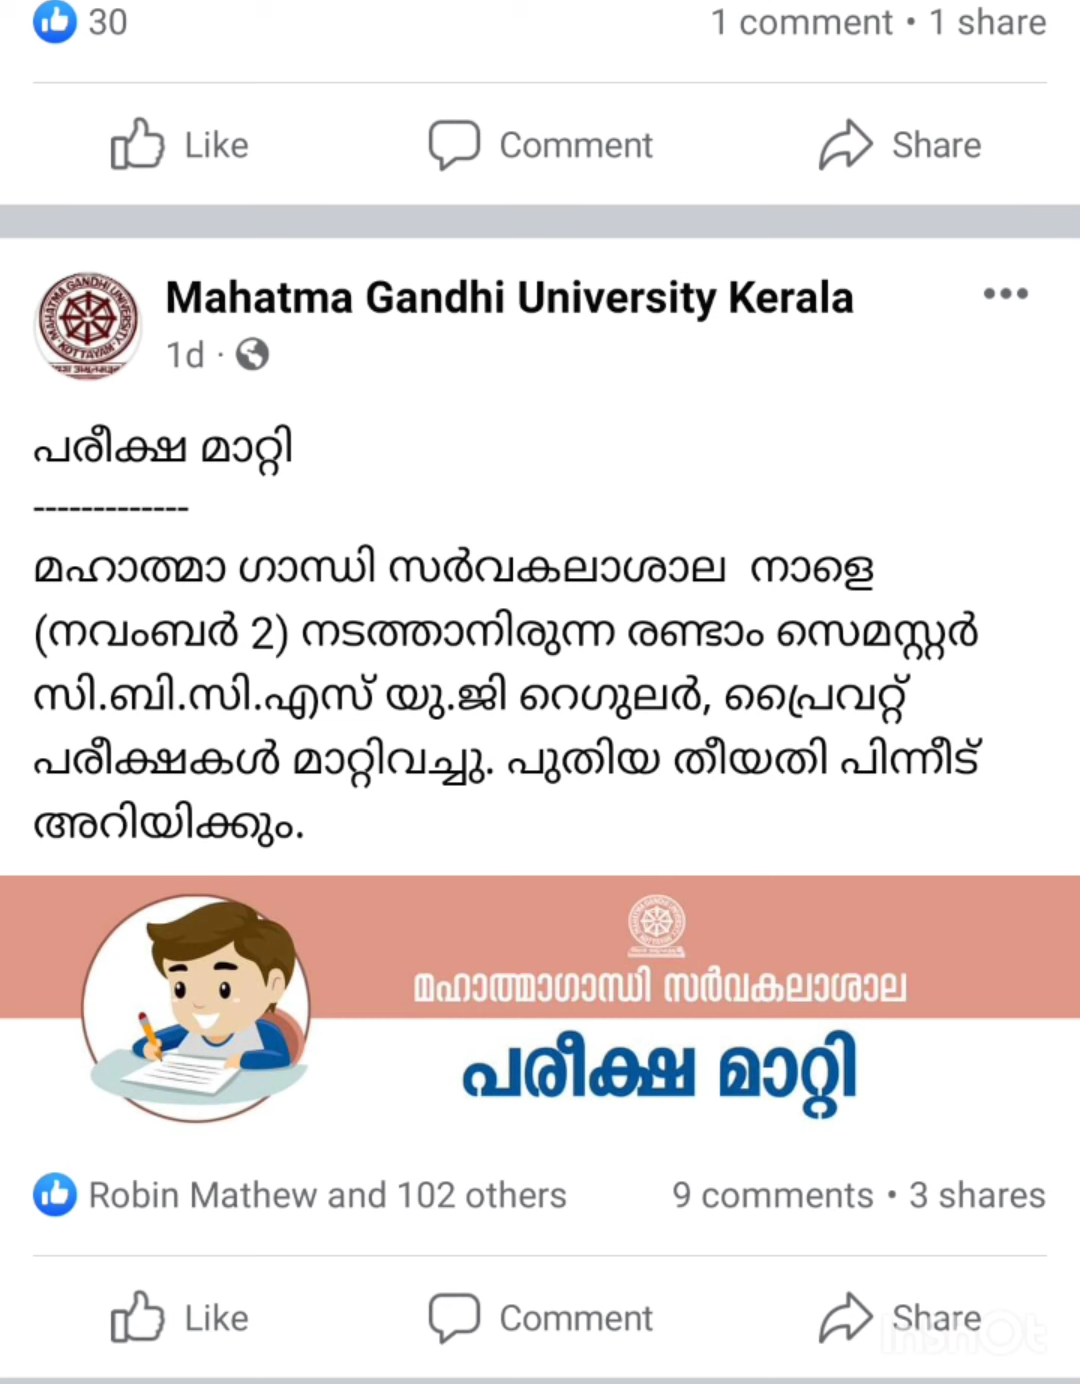 30
1 comment • 1 share
Like
Comment
Share
Mahatma Gandhi University Kerala
1d ·
പരീക്ഷ മാറ്റി
-------------
മഹാത്മാ ഗാന്ധി സർവകലാശാല നാളെ
(നവംബർ 2) നടത്താനിരുന്ന രണ്ടാം സെമസ്റ്റർ
സി.ബി.സി.എസ് യു.ജി റെഗുലർ, പ്രൈവറ്റ്
പരീക്ഷകൾ മാറ്റിവച്ചു. പുതിയ തീയതി പിന്നീട്
അറിയിക്കും.
മഹാത്മാഗാന്ധി സർവകലാശാല
പരീക്ഷ മാറ്റി
Robin Mathew and 102 others
9 comments • 3 shares
Like
Comment
Share
InShOt